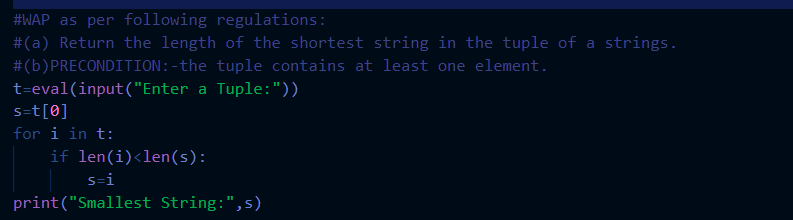 #WAP as per following regulations:
#(a) Return the length of the shortest string in the tuple of a strings.
#(b)PRECONDITION:-the tuple contains at least one element.
t=eval(input("Enter a Tuple:"))
s=t[0]
for i in t:
    if len(i)<len(s):
        s=i
print("Smallest String:",s)